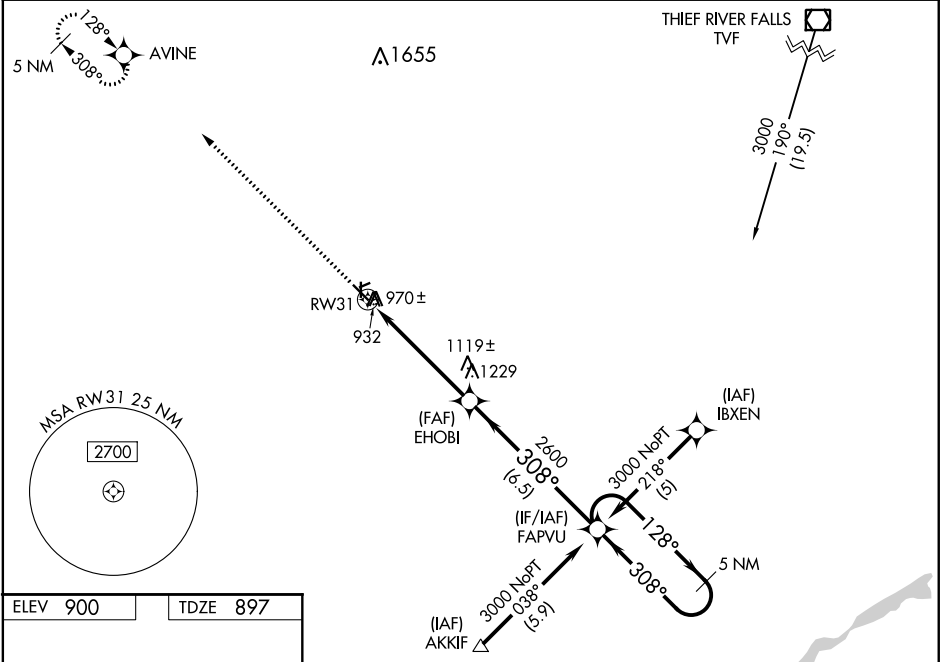 128°
308°
5 NM
AVINE
1655
THIEF RIVER FALLS
TVF
3000
190°
(19.5)
RW31
970±
932
1119±
1229
(FAF)
EHOBI
2600
308°
(6.5)
(IAF)
IBXEN
3000 NoPT
218°
(5)
(IF/IAF)
FAPVU
128°
308°
5 NM
3000 NoPT
038°
(5.9)
(IAF)
AKKIF
MSA RW31 25 NM
2700
ELEV 900
TDZE 897